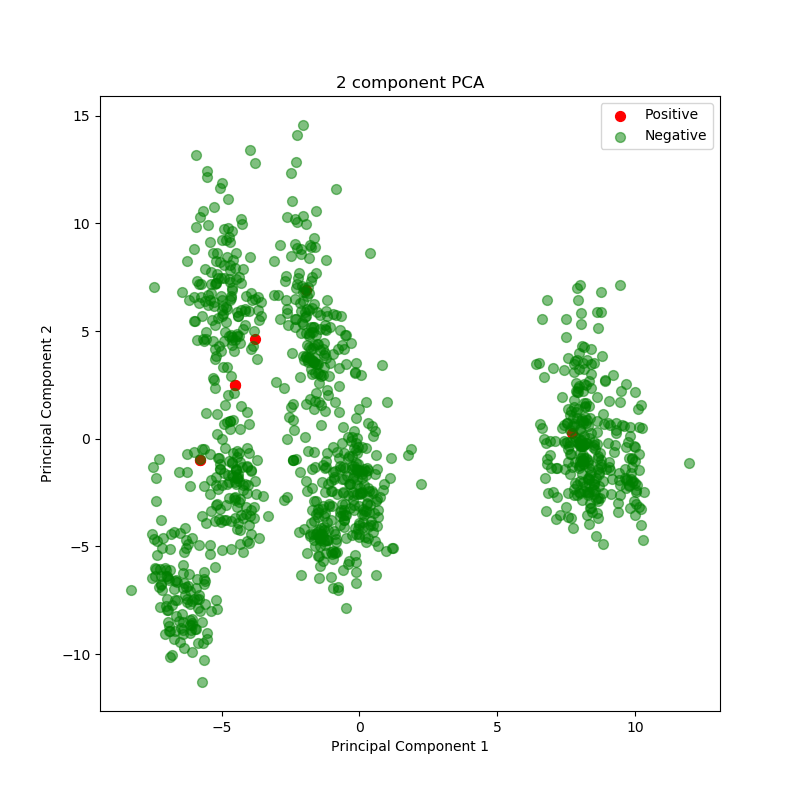 2 component PCA
Positive
Negative
15
10
5
0
−5
−10
Principal Component 2
−5
0
5
10
Principal Component 1